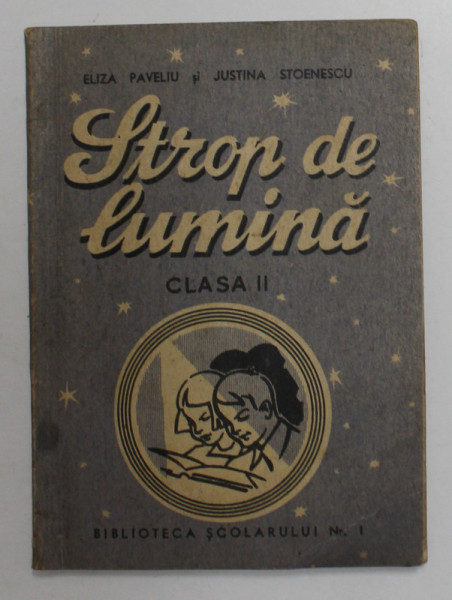 ELIZA PAVELIU și JUSTINA STOENESCU
Strop de
lumină
CLASA II
BIBLIOTECA ȘCOLARULUI Nr. 1